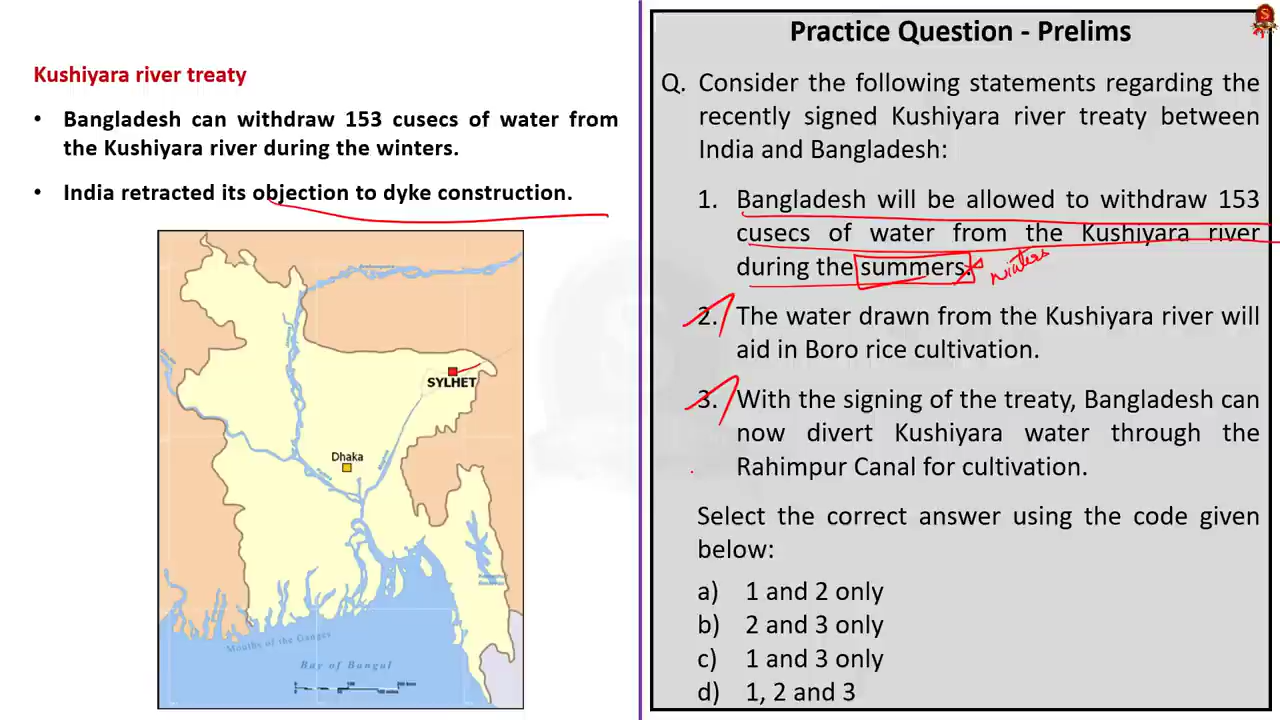 Kushiyara river treaty
• Bangladesh can withdraw 153 cusecs of water from
the Kushiyara river during the winters.
• India retracted its objection to dyke construction.
SYLHET
Dhaka
Mouths of the Ganges
Bay of Bangal
Practice Question - Prelims
Q. Consider the following statements regarding the
recently signed Kushiyara river treaty between
India and Bangladesh:
1. Bangladesh will be allowed to withdraw 153
cusecs of water from the Kushiyara river
during the summers.
winters
2. The water drawn from the Kushiyara river will
aid in Boro rice cultivation.
3. With the signing of the treaty, Bangladesh can
now divert Kushiyara water through the
Rahimpur Canal for cultivation.
Select the correct answer using the code given
below:
a) 1 and 2 only
b) 2 and 3 only
c) 1 and 3 only
d) 1, 2 and 3